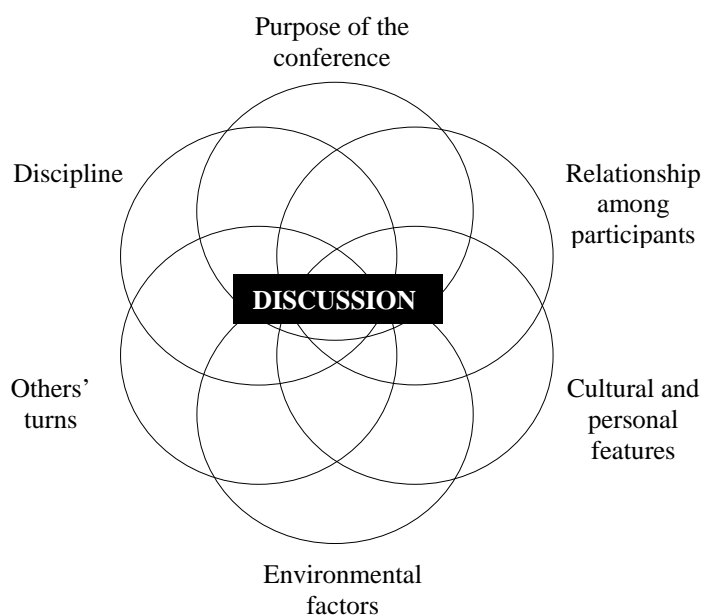 Purpose of the
conference
Discipline
Relationship
among
participants
DISCUSSION
Others’
turns
Cultural and
personal
features
Environmental
factors